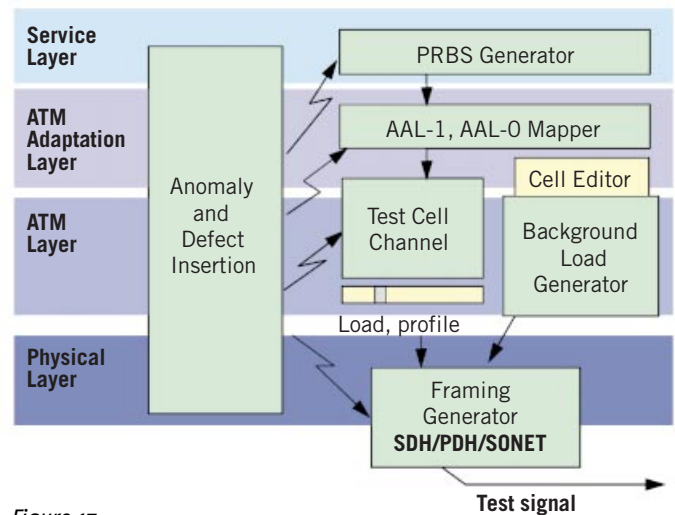 Service
Layer
PRBS Generator
ATM
Adaptation
Layer
AAL-1, AAL-0 Mapper
Cell Editor
Anomaly
and
Defect
Insertion
ATM
Layer
Test Cell
Channel
Background
Load
Generator
Load, profile
Physical
Layer
Framing
Generator
SDH/PDH/SONET
Test signal